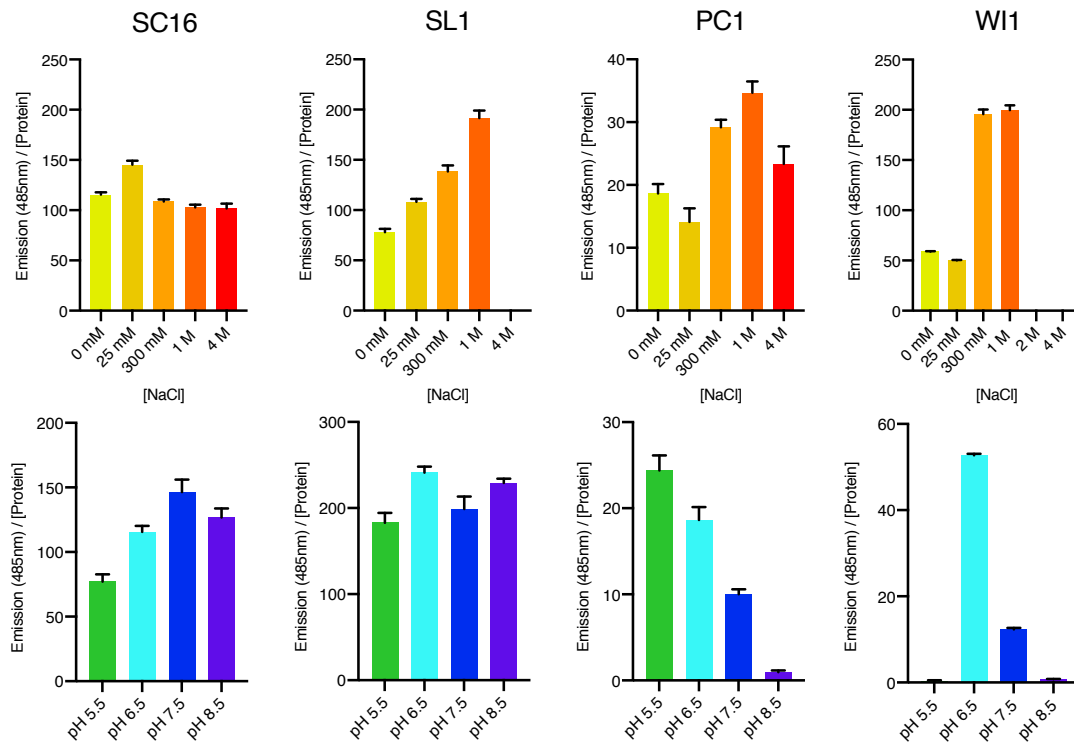 SC16
SL1
PC1
WI1
Emission (485nm) / [Protein]
250
200
150
100
50
0
0 mM
25 mM
300 mM
1 M
4 M
[NaCl]
Emission (485nm) / [Protein]
250
200
150
100
50
0
0 mM
25 mM
300 mM
1 M
4 M
[NaCl]
Emission (485nm) / [Protein]
40
30
20
10
0
0 mM
25 mM
300 mM
1 M
4 M
[NaCl]
Emission (485nm) / [Protein]
250
200
150
100
50
0
0 mM
25 mM
300 mM
1 M
2 M
4 M
[NaCl]
Emission (485nm) / [Protein]
200
150
100
50
0
pH 5.5
pH 6.5
pH 7.5
pH 8.5
Emission (485nm) / [Protein]
300
200
100
0
pH 5.5
pH 6.5
pH 7.5
pH 8.5
Emission (485nm) / [Protein]
30
20
10
0
pH 5.5
pH 6.5
pH 7.5
pH 8.5
Emission (485nm) / [Protein]
60
40
20
0
pH 5.5
pH 6.5
pH 7.5
pH 8.5